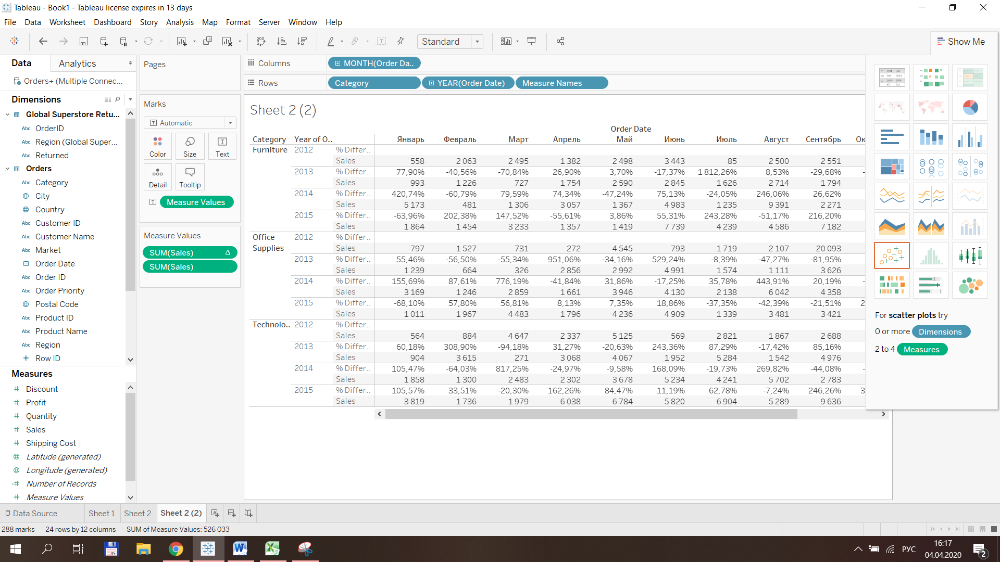 Tableau - Book1 - Tableau license expires in 13 days
File Data Worksheet Dashboard Story Analysis Map Format Server Window Help
Standard
Show Me
Data Analytics
Orders+ (Multiple Connec...
Dimensions
Global Superstore Retu...
Abc OrderID
Abc Region (Global Super...
Abc Returned
Orders
Abc Category
City
Country
Abc Customer ID
Abc Customer Name
Abc Market
Order Date
Abc Order ID
Abc Order Priority
Postal Code
Abc Product ID
Abc Product Name
Abc Region
Row ID
Measures
Discount
Profit
Quantity
Sales
Shipping Cost
Latitude (generated)
Longitude (generated)
Number of Records
Measure Values
Pages
Marks
Automatic
Color Size Text
Detail Tooltip
Measure Values
Measure Values
SUM(Sales) Δ
SUM(Sales)
Columns MONTH(Order Da..
Rows Category YEAR(Order Date) Measure Names
Sheet 2 (2)
Order Date
Category Year of O.. Январь Февраль Март Апрель Май Июнь Июль Август Сентябрь Ок
Furniture 2012 % Differ..
Sales 558 2 063 2 495 1 382 2 498 3 443 85 2 500 2 551
2013 % Differ.. 77,90% -40,56% -70,84% 26,90% 3,70% -17,37% 1 812,26% 8,53% -29,68% -
Sales 993 1 226 727 1 754 2 590 2 845 1 626 2 714 1 794
2014 % Differ.. 420,74% -60,79% 79,59% 74,34% -47,24% 75,13% -24,05% 246,06% 26,62%
Sales 5 173 481 1 306 3 057 1 367 4 983 1 235 9 391 2 271
2015 % Differ.. -63,96% 202,38% 147,52% -55,61% 3,86% 55,31% 243,28% -51,17% 216,20%
Sales 1 864 1 454 3 233 1 357 1 419 7 739 4 239 4 586 7 182
Office 2012 % Differ..
Supplies Sales 797 1 527 731 272 4 545 793 1 719 2 107 20 093
2013 % Differ.. 55,46% -56,50% -55,34% 951,06% -34,16% 529,24% -8,39% -47,27% -81,95%
Sales 1 239 664 326 2 856 2 992 4 991 1 574 1 111 3 626
2014 % Differ.. 155,69% 87,61% 776,19% -41,84% 31,86% -17,25% 35,78% 443,91% 20,19% -
Sales 3 169 1 246 2 859 1 661 3 946 4 130 2 138 6 042 4 358
2015 % Differ.. -68,10% 57,80% 56,81% 8,13% 7,35% 18,86% -37,35% -42,39% -21,51% 2
Sales 1 011 1 967 4 483 1 796 4 236 4 909 1 339 3 481 3 421
Technolo.. 2012 % Differ..
Sales 564 884 4 647 2 337 5 125 569 2 821 1 867 2 688
2013 % Differ.. 60,18% 308,90% -94,18% 31,27% -20,63% 243,36% 87,29% -17,42% 85,16%
Sales 904 3 615 271 3 068 4 067 1 952 5 284 1 542 4 976
2014 % Differ.. 105,47% -64,03% 817,25% -24,97% -9,58% 168,09% -19,73% 269,82% -44,08% -
Sales 1 858 1 300 2 483 2 302 3 678 5 234 4 241 5 702 2 783
2015 % Differ.. 105,57% 33,51% -20,30% 162,26% 84,47% 11,19% 62,78% -7,24% 246,26% 3
Sales 3 819 1 736 1 979 6 038 6 784 5 820 6 904 5 289 9 636
For scatter plots try
0 or more Dimensions
2 to 4 Measures
Data Source Sheet 1 Sheet 2 Sheet 2 (2)
288 marks 24 rows by 12 columns SUM of Measure Values: 526 033
64
РУС
16:17
04.04.2020
2